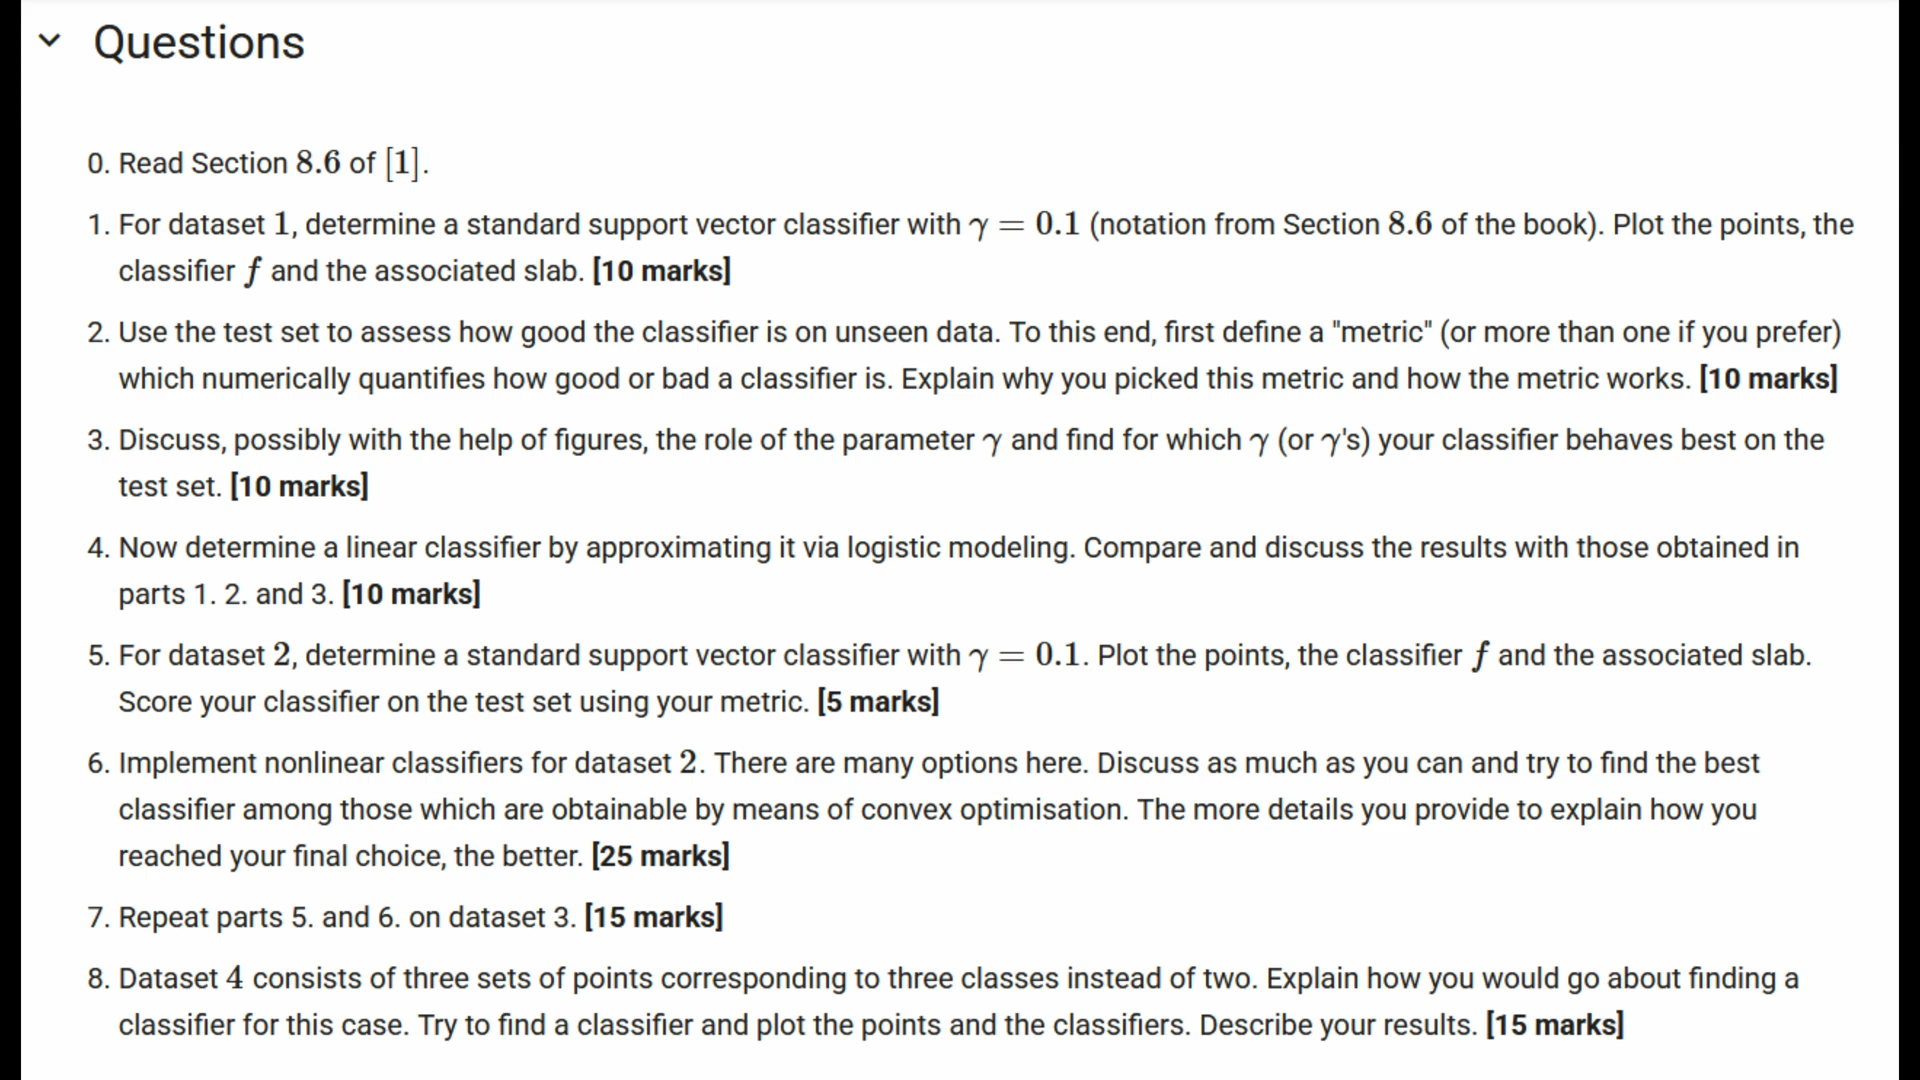 Questions
0. Read Section 8.6 of [1].
1. For dataset 1, determine a standard support vector classifier with γ = 0.1 (notation from Section 8.6 of the book). Plot the points, the
classifier f and the associated slab. [10 marks]
2. Use the test set to assess how good the classifier is on unseen data. To this end, first define a "metric" (or more than one if you prefer)
which numerically quantifies how good or bad a classifier is. Explain why you picked this metric and how the metric works. [10 marks]
3. Discuss, possibly with the help of figures, the role of the parameter γ and find for which γ (or γ's) your classifier behaves best on the
test set. [10 marks]
4. Now determine a linear classifier by approximating it via logistic modeling. Compare and discuss the results with those obtained in
parts 1. 2. and 3. [10 marks]
5. For dataset 2, determine a standard support vector classifier with γ = 0.1. Plot the points, the classifier f and the associated slab.
Score your classifier on the test set using your metric. [5 marks]
6. Implement nonlinear classifiers for dataset 2. There are many options here. Discuss as much as you can and try to find the best
classifier among those which are obtainable by means of convex optimisation. The more details you provide to explain how you
reached your final choice, the better. [25 marks]
7. Repeat parts 5. and 6. on dataset 3. [15 marks]
8. Dataset 4 consists of three sets of points corresponding to three classes instead of two. Explain how you would go about finding a
classifier for this case. Try to find a classifier and plot the points and the classifiers. Describe your results. [15 marks]